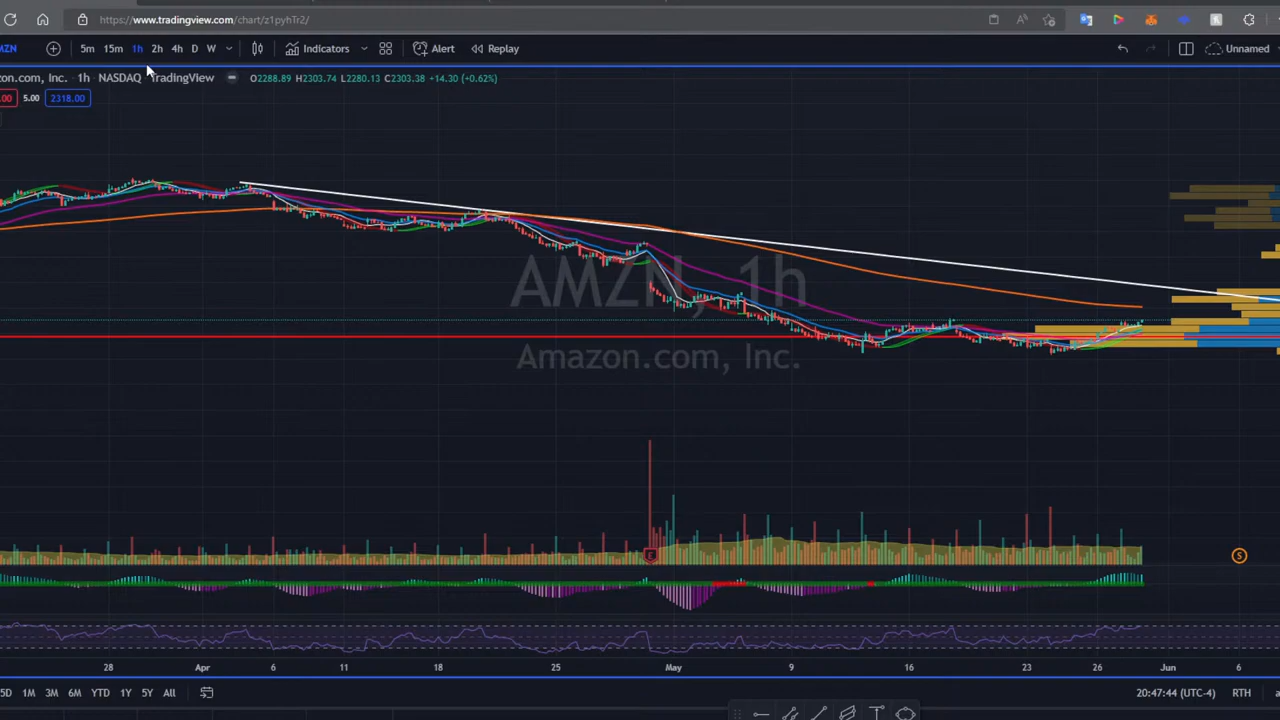 https://www.tradingview.com/chart/z1pyhTr2/
MZN 5m 15m 1h 2h 4h D W Indicators Alert Replay Unnamed
zon.com, Inc. 1h NASDAQ TradingView O2288.89 H2303.74 L2280.13 C2303.38 +14.30 (+0.62%)
.00 5.00 2318.00
AMZN, 1h
Amazon.com, Inc.
E
S
28 Apr 6 11 18 25 May 9 16 23 26 Jun 6
5D 1M 3M 6M YTD 1Y 5Y All 20:47:44 (UTC-4) RTH